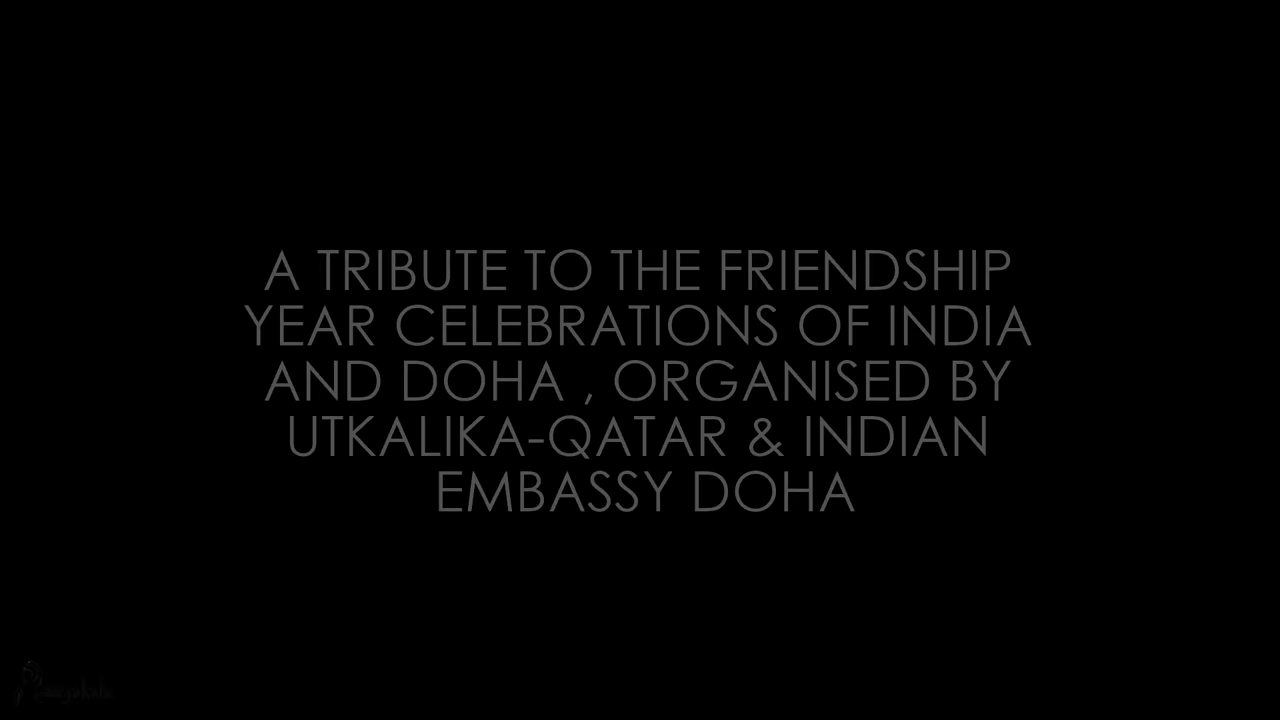 A TRIBUTE TO THE FRIENDSHIP
YEAR CELEBRATIONS OF INDIA
AND DOHA , ORGANISED BY
UTKALIKA-QATAR & INDIAN
EMBASSY DOHA